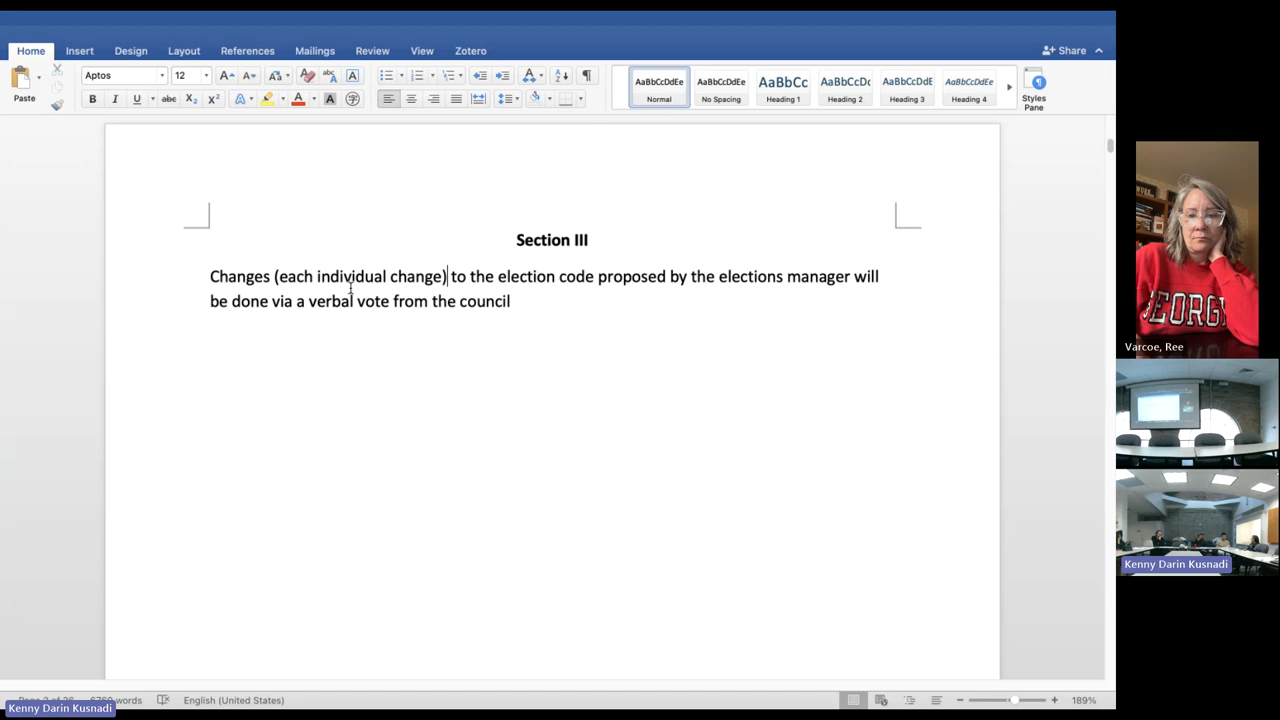 Home Insert Design Layout References Mailings Review View Zotero Share
Paste
Aptos 12
AaBbCcDdEe AaBbCcDdEe AaBbCc AaBbCcDc AaBbCcDdE AaBbCcDdEe
Normal No Spacing Heading 1 Heading 2 Heading 3 Heading 4
Styles Pane
Section III
Changes (each individual change) to the election code proposed by the elections manager will
be done via a verbal vote from the council
GEORGI
Varcoe, Ree
Kenny Darin Kusnadi
words English (United States) 189%
Kenny Darin Kusnadi